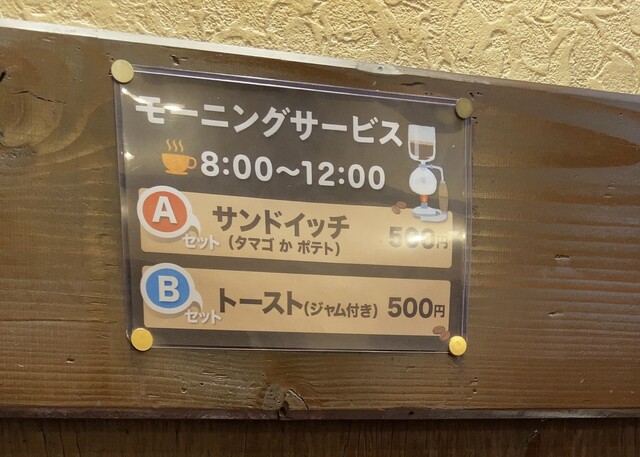 モーニングサービス
8:00〜12:00
A セット サンドイッチ
(タマゴ か ポテト) 500円
B セット トースト(ジャム付き) 500円